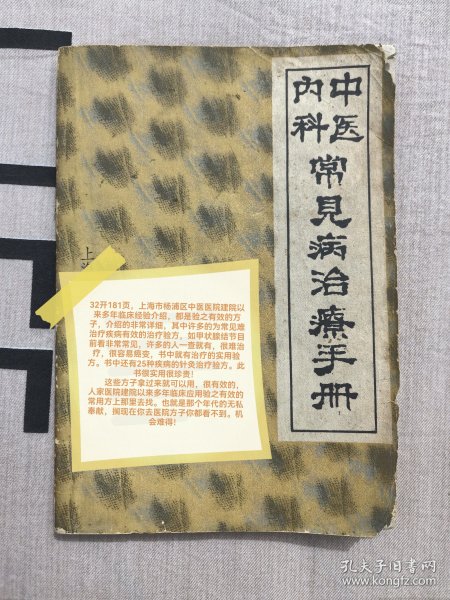 中医
内科
常見病治療手册
上海
32开181页，上海市杨浦区中医医院建院以
来多年临床经验介绍，都是验之有效的方
子，介绍的非常详细，其中许多的为常见难
治疗疾病有效的治疗验方，如甲状腺结节目
前看非常常见，许多的人一查就有，很难治
疗，很容易癌变，书中就有治疗的实用验
方。书中还有25种疾病的针灸治疗验方。此
书很实用很珍贵！
这些方子拿过来就可以用，很有效的，
人家医院建院以来多年临床应用验之有效的
常用方上那里去找。也就是那个年代的无私
奉献，搁现在你去医院方子你都看不到。机
会难得！
孔夫子旧书网
www.kongfz.com